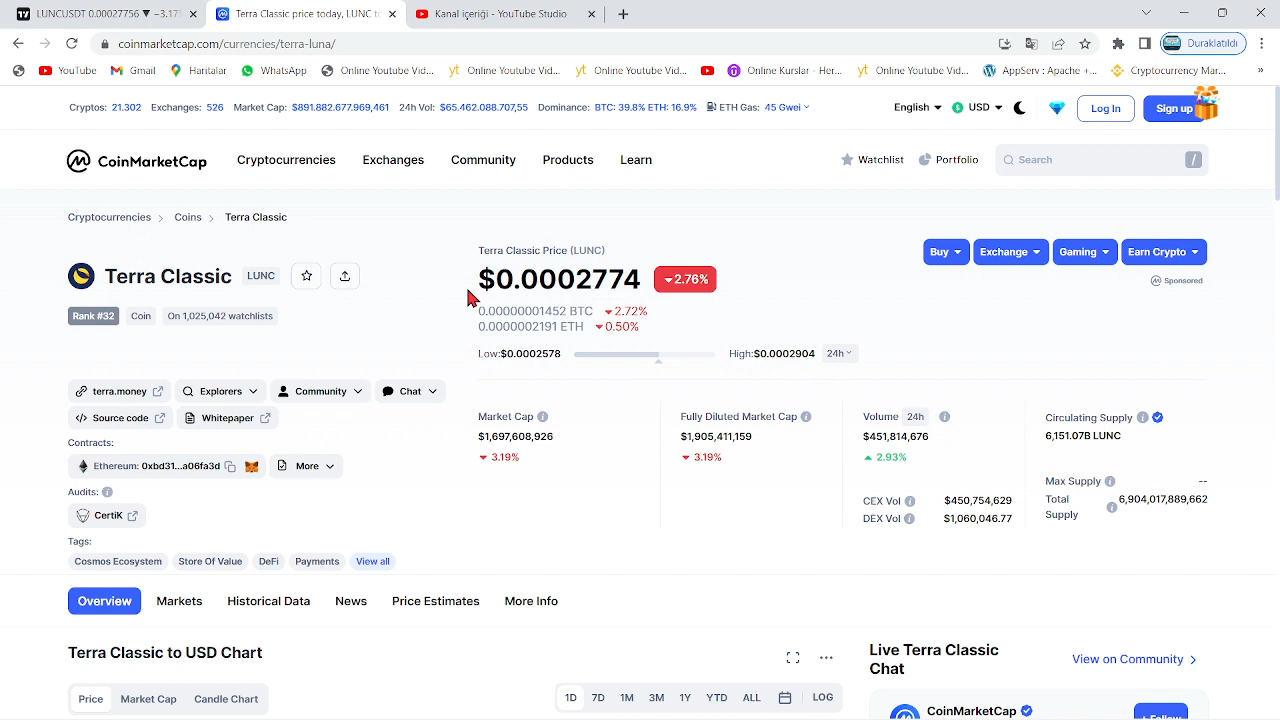 LUNCUSDT 0.00027756 ▼ −3.17
Terra Classic price today, LUNC to
Kanal içeriği - YouTube Studio
coinmarketcap.com/currencies/terra-luna/
Duraklatıldı
YouTube
Gmail
Haritalar
WhatsApp
Online Youtube Vid...
Online Youtube Vid...
Online Youtube Vid...
Online Kurslar - Her...
Online Youtube Vid...
AppServ : Apache +...
Cryptocurrency Mar...
»
Cryptos: 21.302 Exchanges: 526 Market Cap: $891.882.677.969,461 24h Vol: $65.462.088.707,55 Dominance: BTC: 39.8% ETH: 16.9% ETH Gas: 45 Gwei
English USD Log In Sign up
CoinMarketCap Cryptocurrencies Exchanges Community Products Learn
Watchlist Portfolio Search /
Cryptocurrencies > Coins > Terra Classic
Terra Classic LUNC
Rank #32 Coin On 1,025,042 watchlists
Terra Classic Price (LUNC)
$0.0002774 2.76%
0.00000001452 BTC 2.72%
0.0000002191 ETH 0.50%
Low:$0.0002578 High:$0.0002904 24h
Buy Exchange Gaming Earn Crypto
Sponsored
terra.money Explorers Community Chat
Source code Whitepaper
Contracts:
Ethereum: 0xbd31...a06fa3d More
Audits:
CertiK
Tags:
Cosmos Ecosystem Store Of Value DeFi Payments View all
Market Cap
$1,697,608,926
3.19%
Fully Diluted Market Cap
$1,905,411,159
3.19%
Volume 24h
$451,814,676
2.93%
CEX Vol $450,754,629
DEX Vol $1,060,046.77
Circulating Supply
6,151.07B LUNC
Max Supply --
Total Supply 6,904,017,889,662
Overview Markets Historical Data News Price Estimates More Info
Terra Classic to USD Chart
Price Market Cap Candle Chart
1D 7D 1M 3M 1Y YTD ALL LOG
Live Terra Classic
Chat
View on Community >
CoinMarketCap
+ Follow